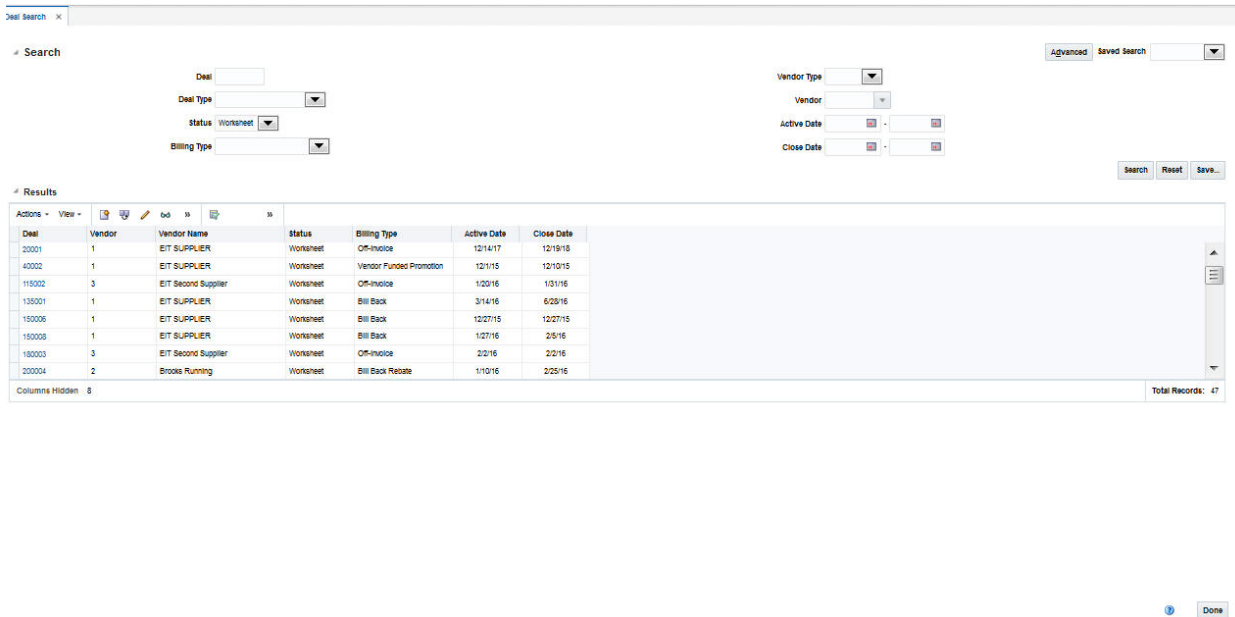 Deal Search ×
Search
Advanced Saved Search
Deal
Vendor Type
Deal Type
Vendor
Status Worksheet
Active Date -
Billing Type
Close Date -
Search Reset Save...
Results
Actions View » »
Deal Vendor Vendor Name Status Billing Type Active Date Close Date
20001 1 EIT SUPPLIER Worksheet Off-Invoice 12/14/17 12/19/18
40002 1 EIT SUPPLIER Worksheet Vendor Funded Promotion 12/1/15 12/10/15
115002 3 EIT Second Supplier Worksheet Off-Invoice 1/20/16 1/31/16
135001 1 EIT SUPPLIER Worksheet Bill Back 3/14/16 6/28/16
150006 1 EIT SUPPLIER Worksheet Bill Back 12/27/15 12/27/15
150008 1 EIT SUPPLIER Worksheet Bill Back 1/27/16 2/5/16
180003 3 EIT Second Supplier Worksheet Off-Invoice 2/2/16 2/2/16
200004 2 Brooks Running Worksheet Bill Back Rebate 1/10/16 2/25/16
Columns Hidden 8
Total Records: 47
Done